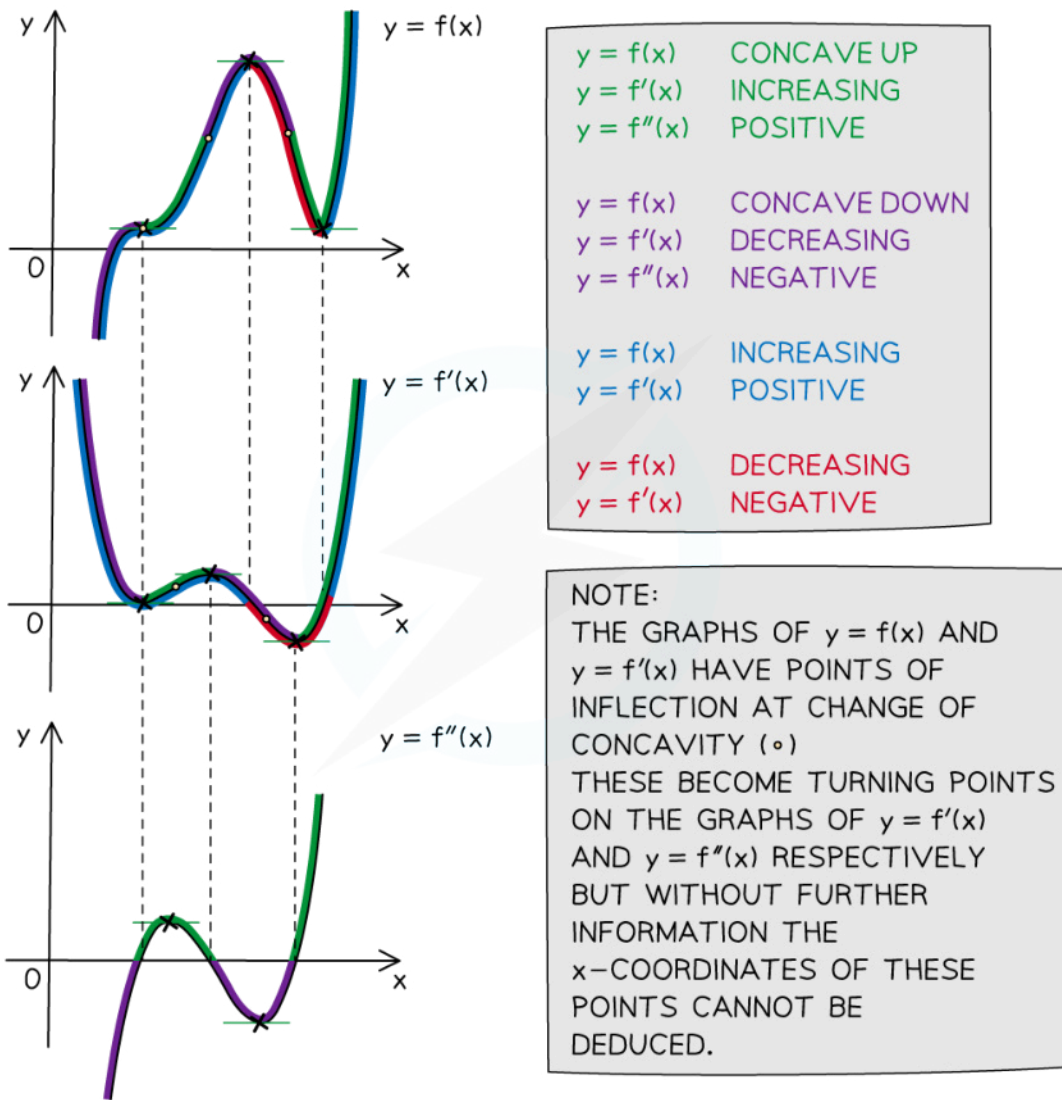 y
y = f(x)
0
x
y
y = f′(x)
0
x
y
y = f″(x)
0
x
y = f(x) CONCAVE UP
y = f′(x) INCREASING
y = f″(x) POSITIVE
y = f(x) CONCAVE DOWN
y = f′(x) DECREASING
y = f″(x) NEGATIVE
y = f(x) INCREASING
y = f′(x) POSITIVE
y = f(x) DECREASING
y = f′(x) NEGATIVE
NOTE:
THE GRAPHS OF y = f(x) AND
y = f′(x) HAVE POINTS OF
INFLECTION AT CHANGE OF
CONCAVITY (∘)
THESE BECOME TURNING POINTS
ON THE GRAPHS OF y = f′(x)
AND y = f″(x) RESPECTIVELY
BUT WITHOUT FURTHER
INFORMATION THE
x–COORDINATES OF THESE
POINTS CANNOT BE
DEDUCED.